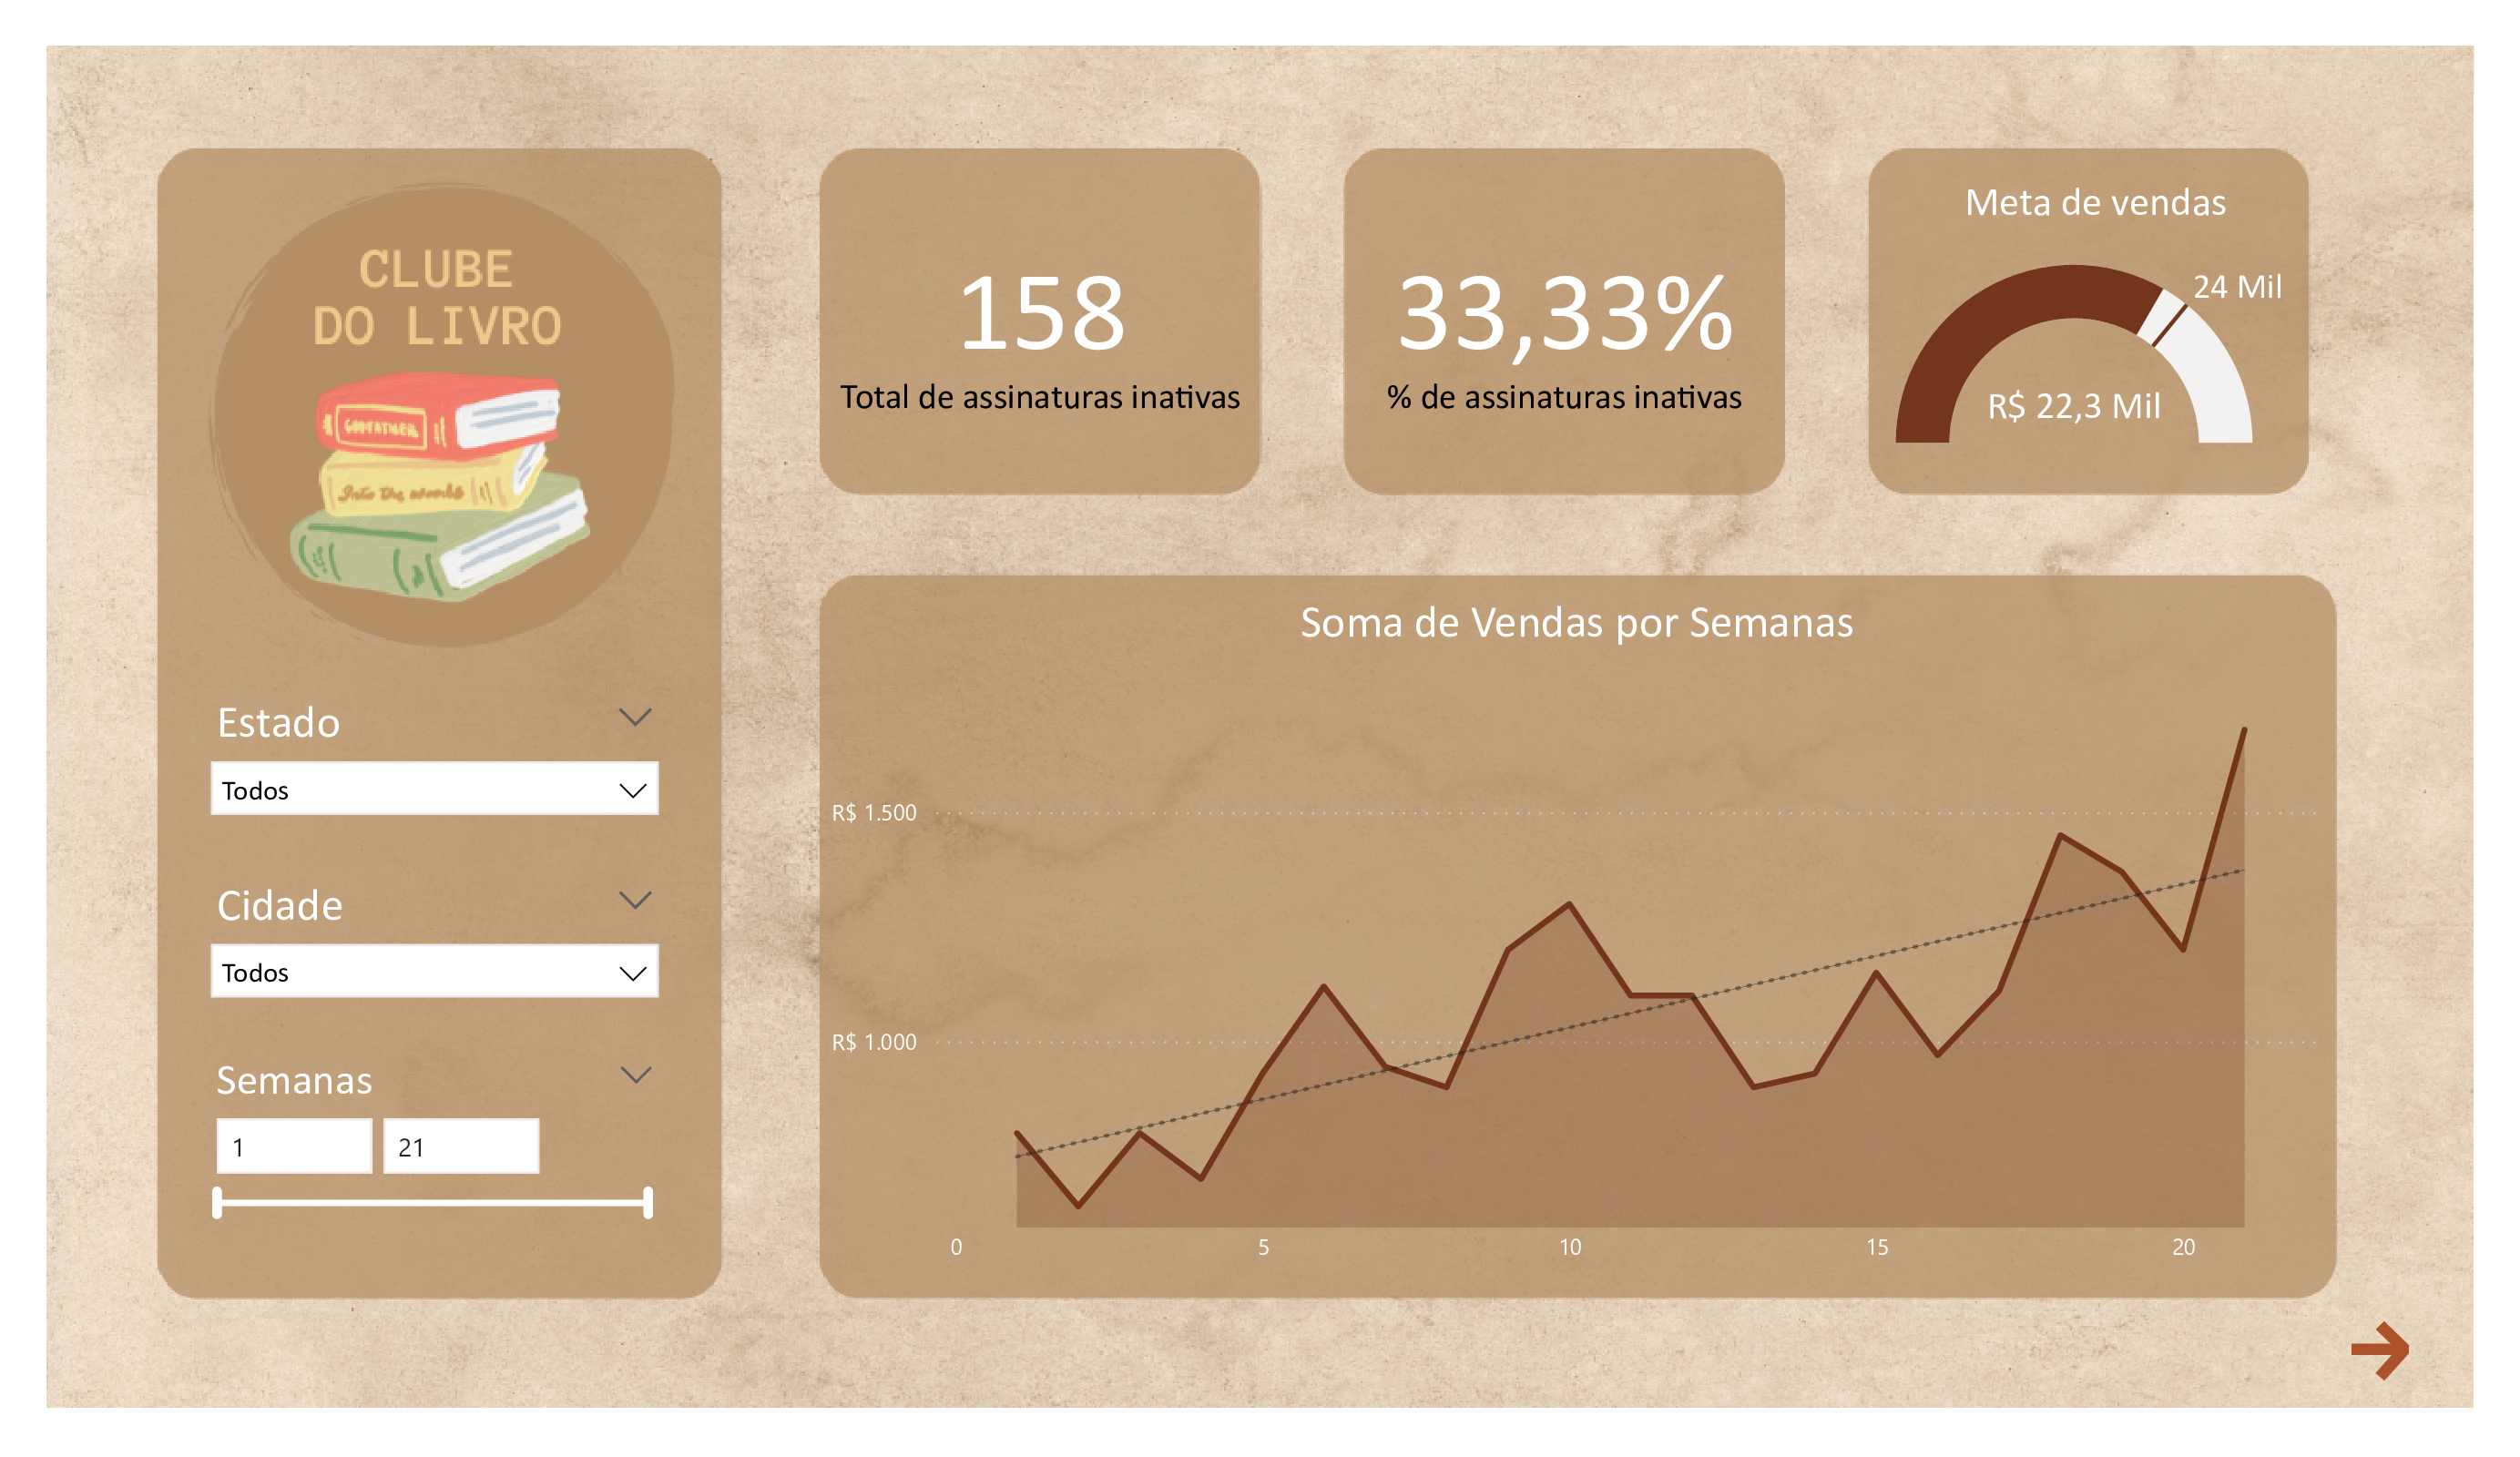 CLUBE
DO LIVRO
GODFATHER
Into the woods
Estado
Todos
Cidade
Todos
Semanas
1
21
158
Total de assinaturas inativas
33,33%
% de assinaturas inativas
Meta de vendas
24 Mil
R$ 22,3 Mil
Soma de Vendas por Semanas
R$ 1.500
R$ 1.000
0 5 10 15 20